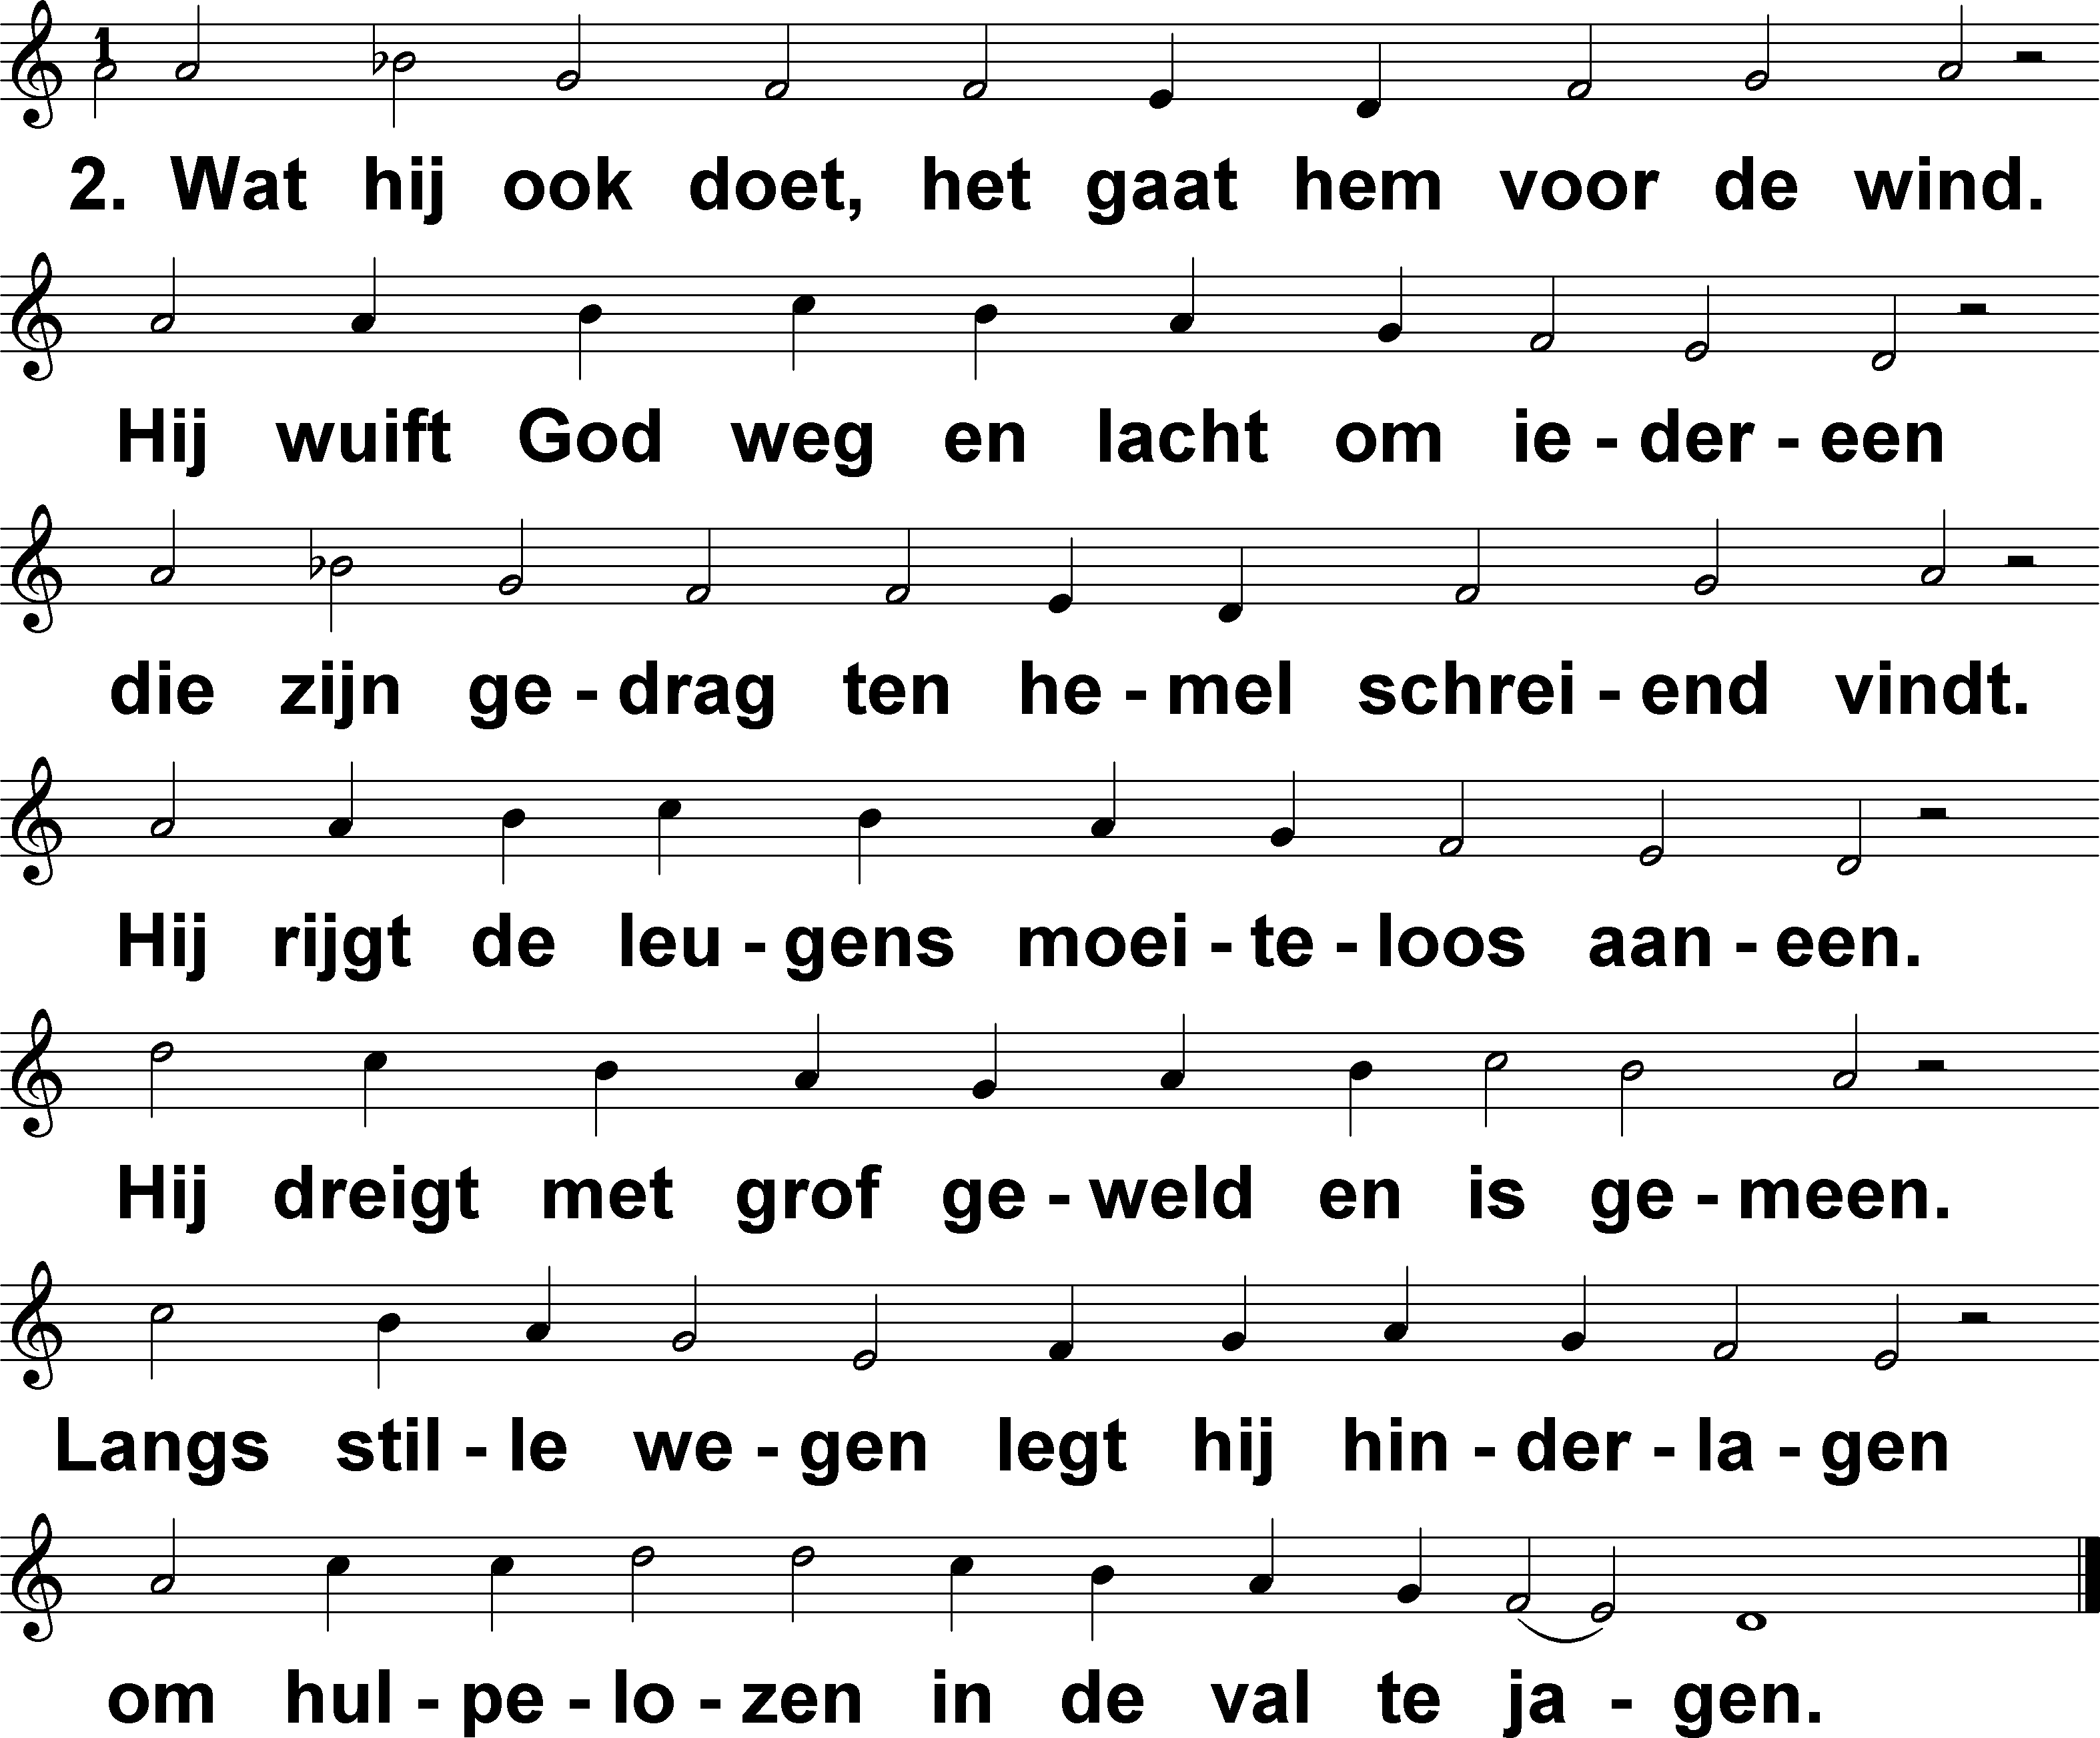 1
2. Wat hij ook doet, het gaat hem voor de wind.
Hij wuift God weg en lacht om ie - der - een
die zijn ge - drag ten he - mel schrei - end vindt.
Hij rijgt de leu - gens moei - te - loos aan - een.
Hij dreigt met grof ge - weld en is ge - meen.
Langs stil - le we - gen legt hij hin - der - la - gen
om hul - pe - lo - zen in de val te ja - gen.